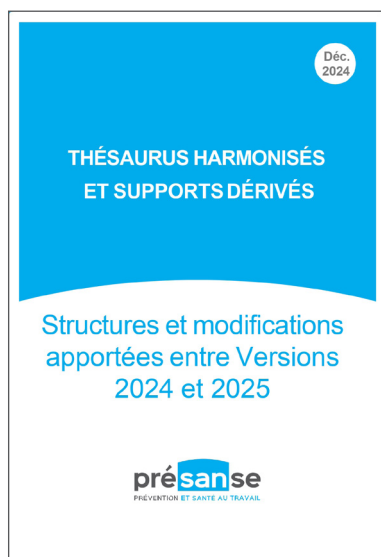 Déc.
2024
THÉSAURUS HARMONISÉS
ET SUPPORTS DÉRIVÉS
Structures et modifications
apportées entre Versions
2024 et 2025
présanse
PRÉVENTION ET SANTÉ AU TRAVAIL